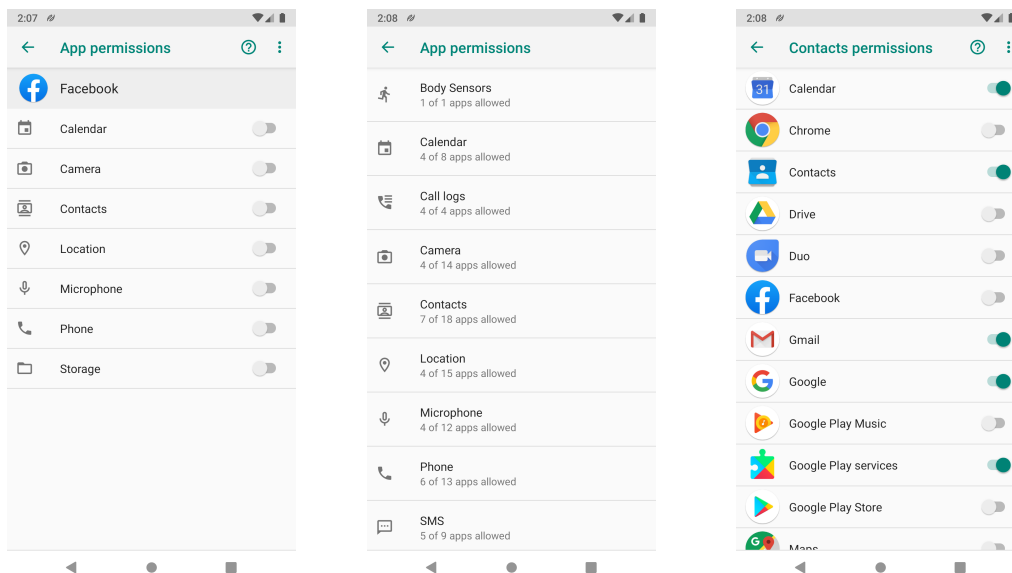 2:07
App permissions
Facebook
Calendar
Camera
Contacts
Location
Microphone
Phone
Storage
2:08
App permissions
Body Sensors
1 of 1 apps allowed
Calendar
4 of 8 apps allowed
Call logs
4 of 4 apps allowed
Camera
4 of 14 apps allowed
Contacts
7 of 18 apps allowed
Location
4 of 15 apps allowed
Microphone
4 of 12 apps allowed
Phone
6 of 13 apps allowed
SMS
5 of 9 apps allowed
2:08
Contacts permissions
31
Calendar
Chrome
Contacts
Drive
Duo
Facebook
Gmail
Google
Google Play Music
Google Play services
Google Play Store
Maps